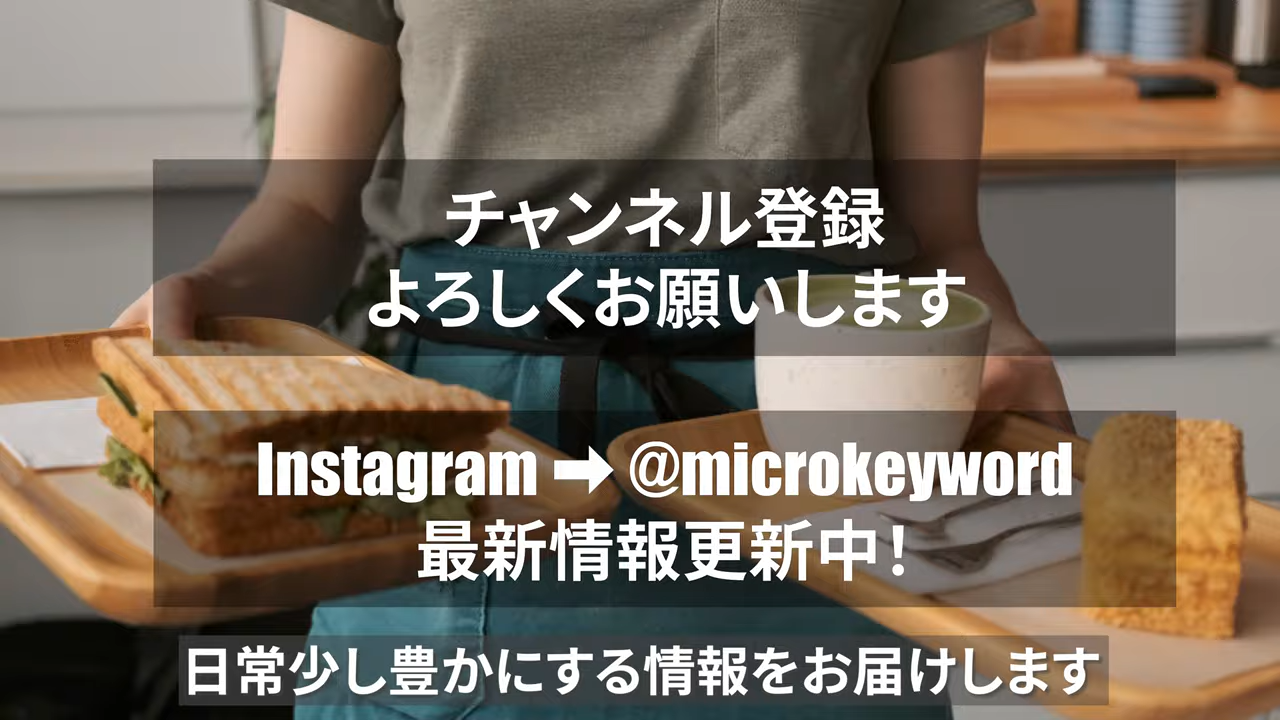 チャンネル登録
よろしくお願いします
Instagram ➡ @microkeyword
最新情報更新中！
日常少し豊かにする情報をお届けします